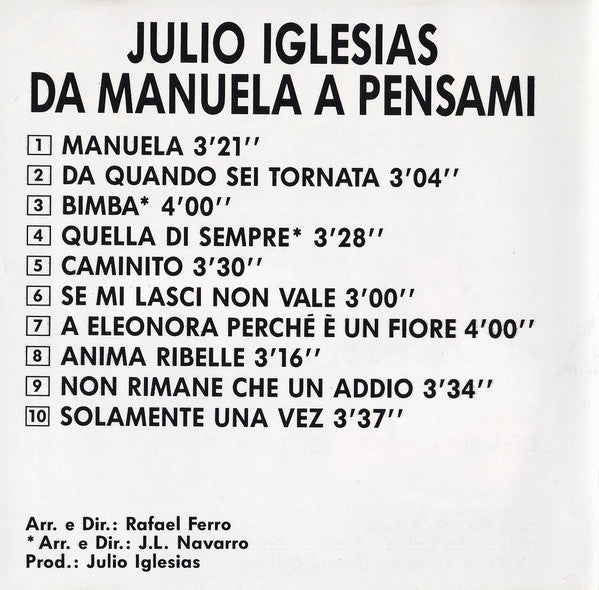 JULIO IGLESIAS
DA MANUELA A PENSAMI
1 MANUELA 3'21''
2 DA QUANDO SEI TORNATA 3'04''
3 BIMBA* 4'00''
4 QUELLA DI SEMPRE* 3'28''
5 CAMINITO 3'30''
6 SE MI LASCI NON VALE 3'00''
7 A ELEONORA PERCHÉ È UN FIORE 4'00''
8 ANIMA RIBELLE 3'16''
9 NON RIMANE CHE UN ADDIO 3'34''
10 SOLAMENTE UNA VEZ 3'37''
Arr. e Dir.: Rafael Ferro
*Arr. e Dir.: J.L. Navarro
Prod.: Julio Iglesias